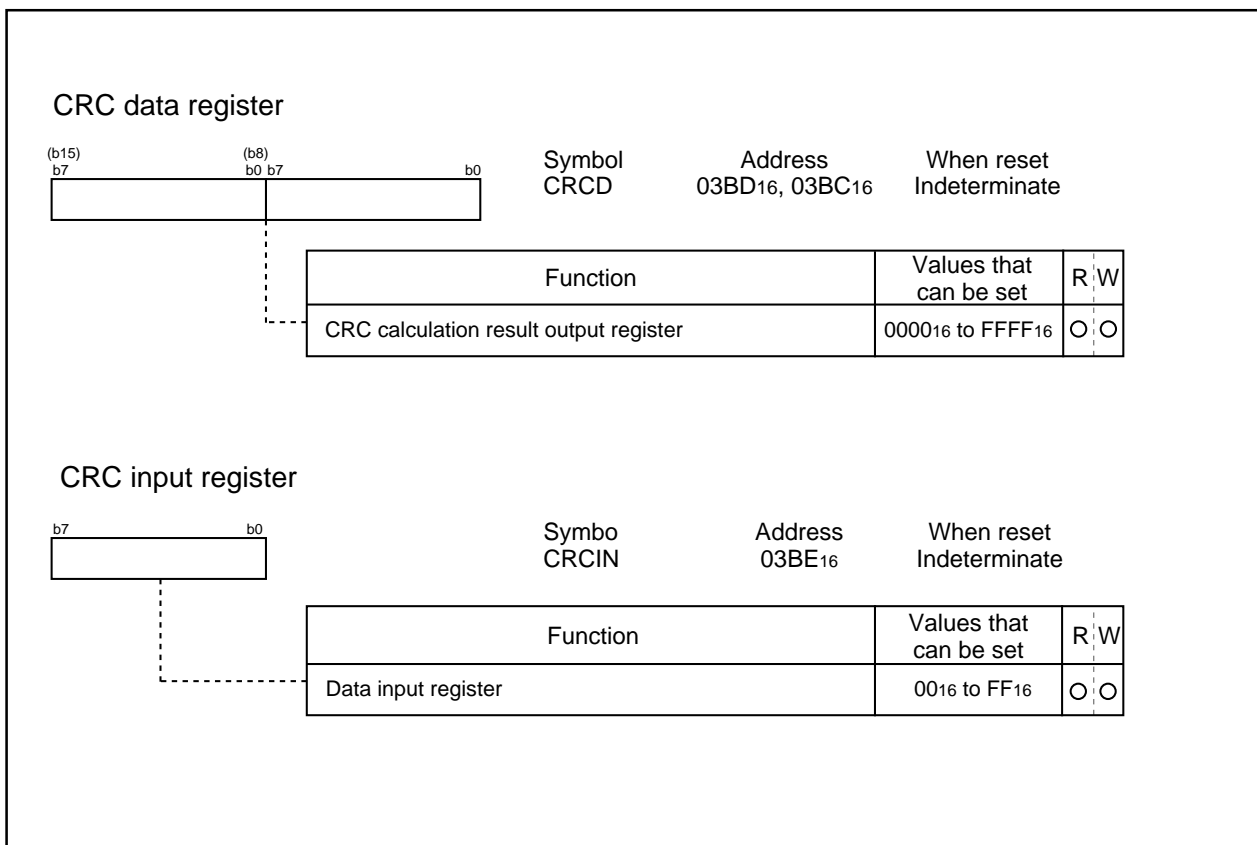 CRC data register
(b15) (b8)
b7 b0 b7 b0
Symbol Address When reset
CRCD 03BD16, 03BC16 Indeterminate
Function Values that can be set R W
CRC calculation result output register 000016 to FFFF16 O O
CRC input register
b7 b0
Symbo Address When reset
CRCIN 03BE16 Indeterminate
Function Values that can be set R W
Data input register 0016 to FF16 O O